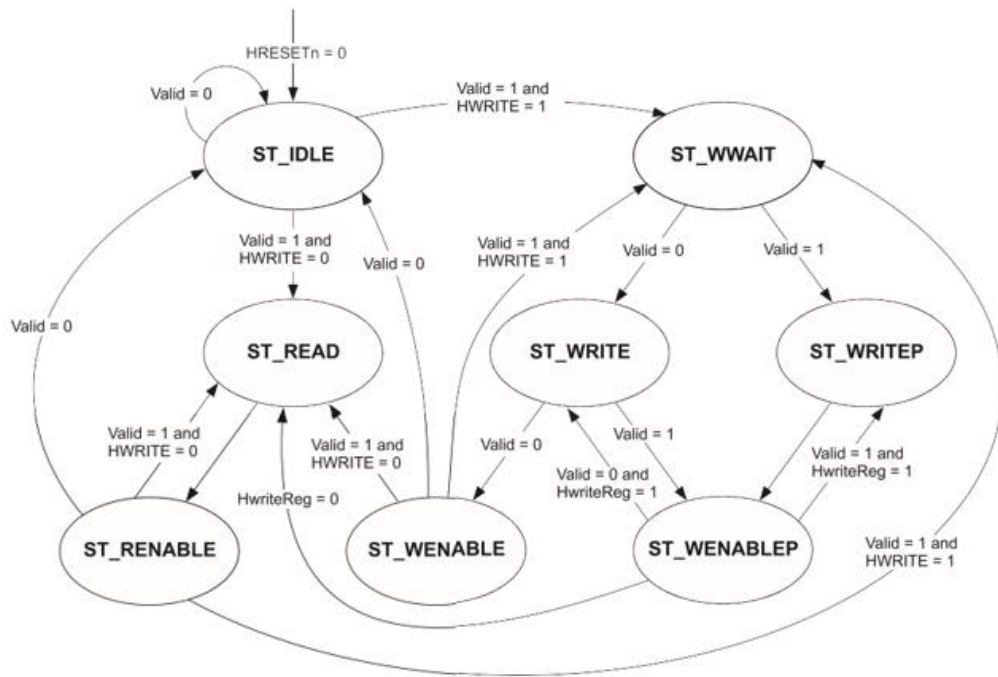 HRESETn = 0
Valid = 0
Valid = 1 and
HWRITE = 1
ST_IDLE
ST_WWAIT
Valid = 1 and
HWRITE = 0
Valid = 0
Valid = 1 and
HWRITE = 1
Valid = 0
Valid = 1
Valid = 0
ST_READ
ST_WRITE
ST_WRITEP
Valid = 1 and
HWRITE = 0
HwriteReg = 0
Valid = 1 and
HWRITE = 0
Valid = 0
Valid = 1
Valid = 0 and
HwriteReg = 1
Valid = 1 and
HwriteReg = 1
ST_RENABLE
ST_WENABLE
ST_WENABLEP
Valid = 1 and
HWRITE = 1